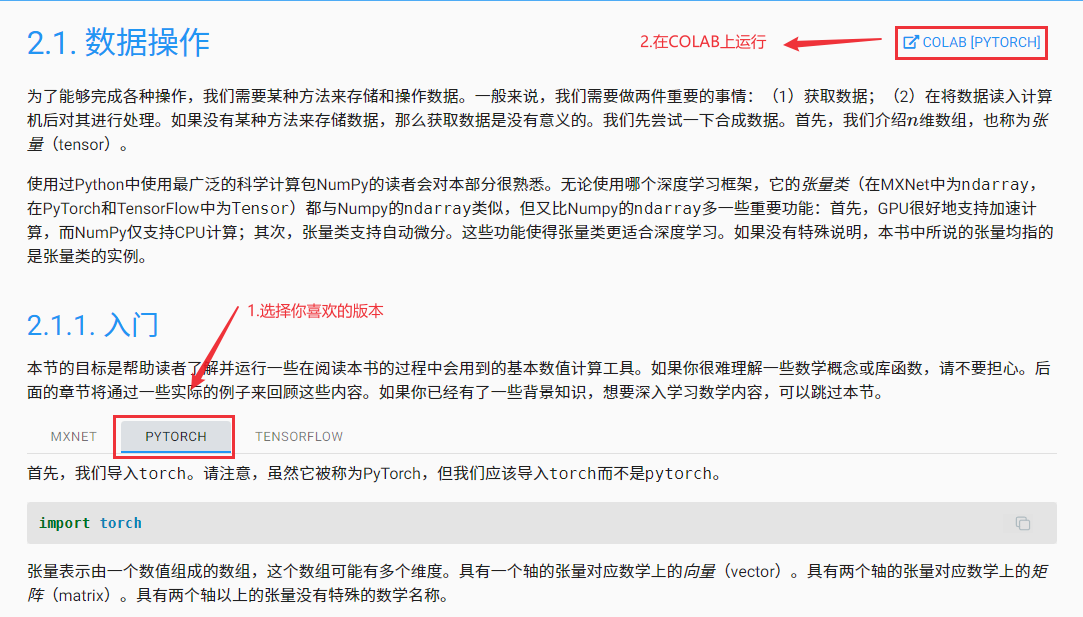 2.1. 数据操作
2.在COLAB上运行
COLAB [PYTORCH]
为了能够完成各种操作，我们需要某种方法来存储和操作数据。一般来说，我们需要做两件重要的事情：（1）获取数据；（2）在将数据读入计算
机后对其进行处理。如果没有某种方法来存储数据，那么获取数据是没有意义的。我们先尝试一下合成数据。首先，我们介绍n维数组，也称为张
量（tensor）。
使用过Python中使用最广泛的科学计算包NumPy的读者会对本部分很熟悉。无论使用哪个深度学习框架，它的张量类（在MXNet中为ndarray，
在PyTorch和TensorFlow中为Tensor）都与Numpy的ndarray类似，但又比Numpy的ndarray多一些重要功能：首先，GPU很好地支持加速计
算，而NumPy仅支持CPU计算；其次，张量类支持自动微分。这些功能使得张量类更适合深度学习。如果没有特殊说明，本书中所说的张量均指的
是张量类的实例。
1.选择你喜欢的版本
2.1.1. 入门
本节的目标是帮助读者了解并运行一些在阅读本书的过程中会用到的基本数值计算工具。如果你很难理解一些数学概念或库函数，请不要担心。后
面的章节将通过一些实际的例子来回顾这些内容。如果你已经有了一些背景知识，想要深入学习数学内容，可以跳过本节。
MXNET PYTORCH TENSORFLOW
首先，我们导入torch。请注意，虽然它被称为PyTorch，但我们应该导入torch而不是pytorch。
import torch
张量表示由一个数值组成的数组，这个数组可能有多个维度。具有一个轴的张量对应数学上的向量（vector）。具有两个轴的张量对应数学上的矩
阵（matrix）。具有两个轴以上的张量没有特殊的数学名称。